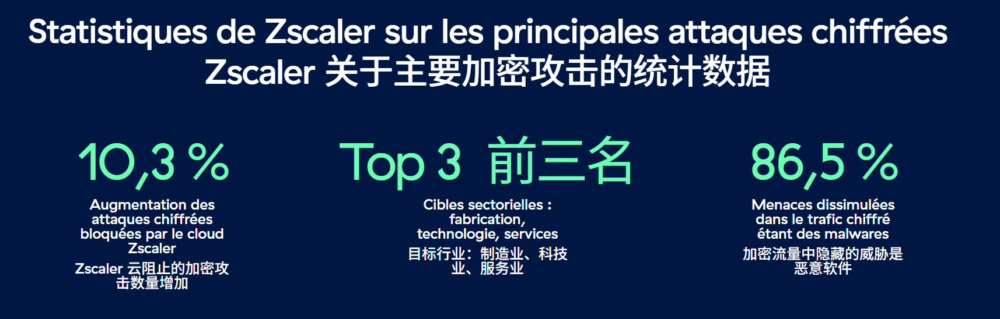 Statistiques de Zscaler sur les principales attaques chiffrées
Zscaler 关于主要加密攻击的统计数据
10,3 %
Augmentation des
attaques chiffrées
bloquées par le cloud
Zscaler
Zscaler 云阻止的加密攻
击数量增加
Top 3 前三名
Cibles sectorielles :
fabrication,
technologie, services
目标行业：制造业、科技
业、服务业
86,5 %
Menaces dissimulées
dans le trafic chiffré
étant des malwares
加密流量中隐藏的威胁是
恶意软件